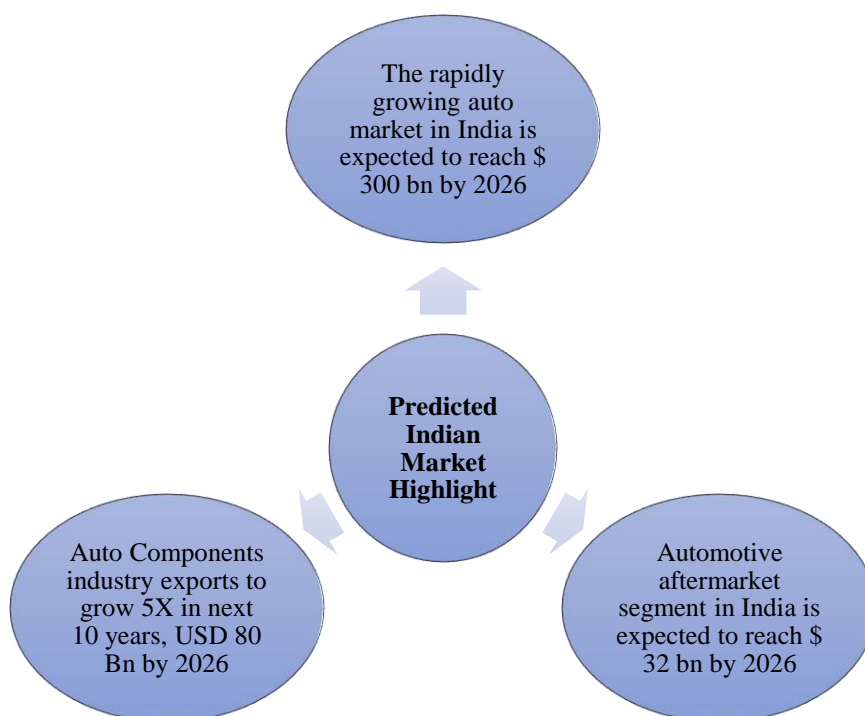 The rapidly
growing auto
market in India is
expected to reach $
300 bn by 2026
Predicted
Indian
Market
Highlight
Auto Components
industry exports to
grow 5X in next
10 years, USD 80
Bn by 2026
Automotive
aftermarket
segment in India is
expected to reach $
32 bn by 2026